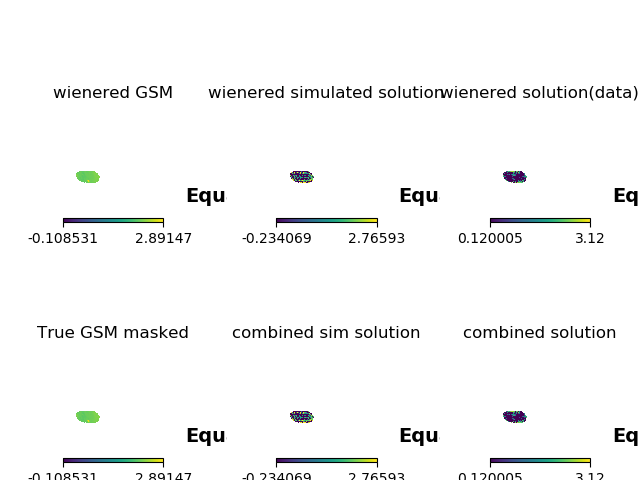 wienered GSM wienered simulated solution wienered solution(data)
Equ Equ Eq
-0.108531 2.89147 -0.234069 2.76593 0.120005 3.12
True GSM masked combined sim solution combined solution
Equ Equ Eq
-0.108531 2.89147 -0.234069 2.76593 0.120005 3.12